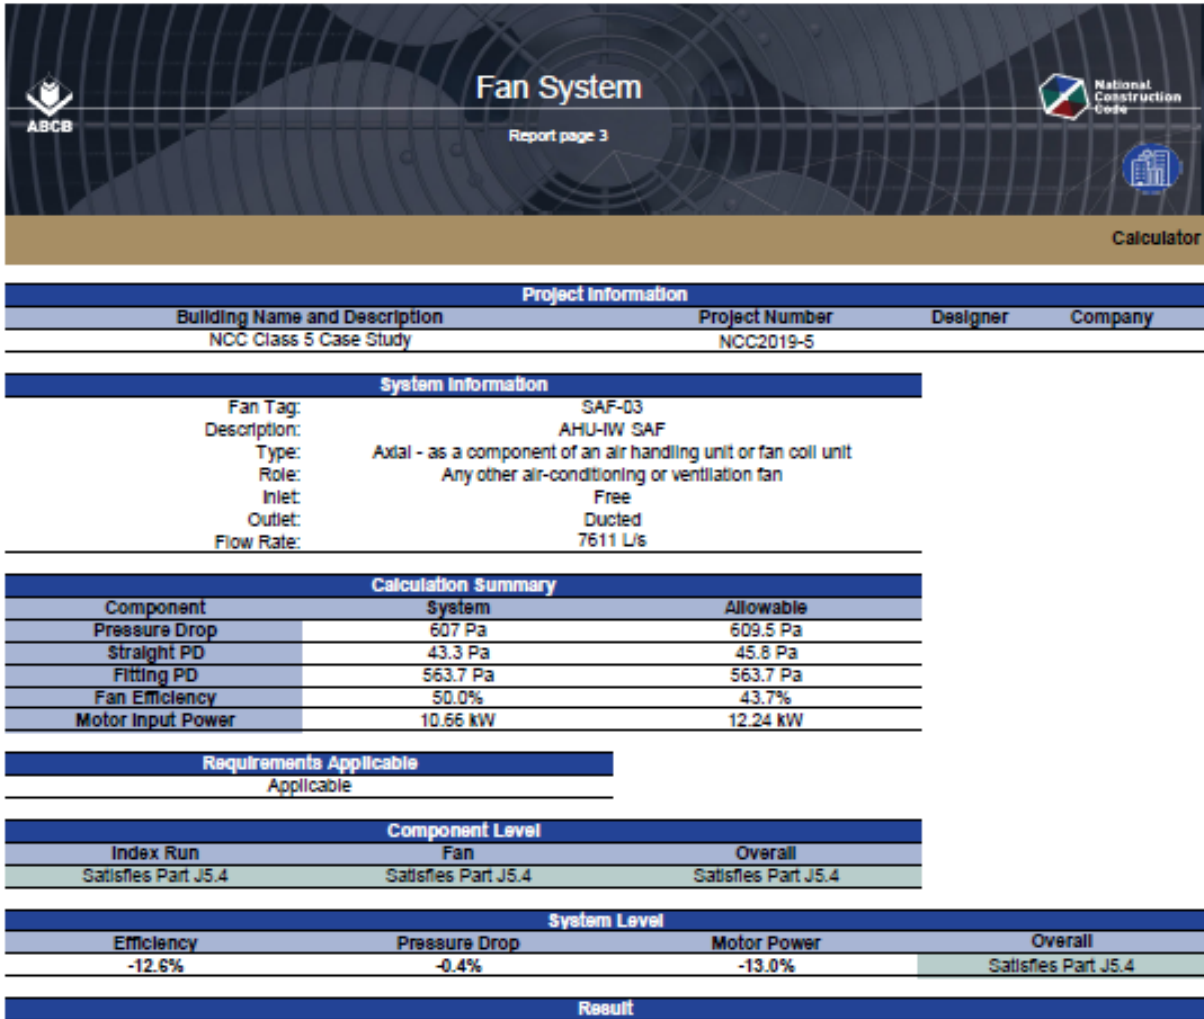 Fan System
Report page 3
ABCB
National
Construction
Code
Calculator
Project Information
Building Name and Description Project Number Designer Company
NCC Class 5 Case Study NCC2019-5
System Information
Fan Tag: SAF-03
Description: AHU-IW SAF
Type: Axial - as a component of an air handling unit or fan coil unit
Role: Any other air-conditioning or ventilation fan
Inlet: Free
Outlet: Ducted
Flow Rate: 7611 L/s
Calculation Summary
Component System Allowable
Pressure Drop 607 Pa 609.5 Pa
Straight PD 43.3 Pa 45.8 Pa
Fitting PD 563.7 Pa 563.7 Pa
Fan Efficiency 50.0% 43.7%
Motor Input Power 10.66 kW 12.24 kW
Requirements Applicable
Applicable
Component Level
Index Run Fan Overall
Satisfies Part J5.4 Satisfies Part J5.4 Satisfies Part J5.4
System Level
Efficiency Pressure Drop Motor Power Overall
-12.6% -0.4% -13.0% Satisfies Part J5.4
Result